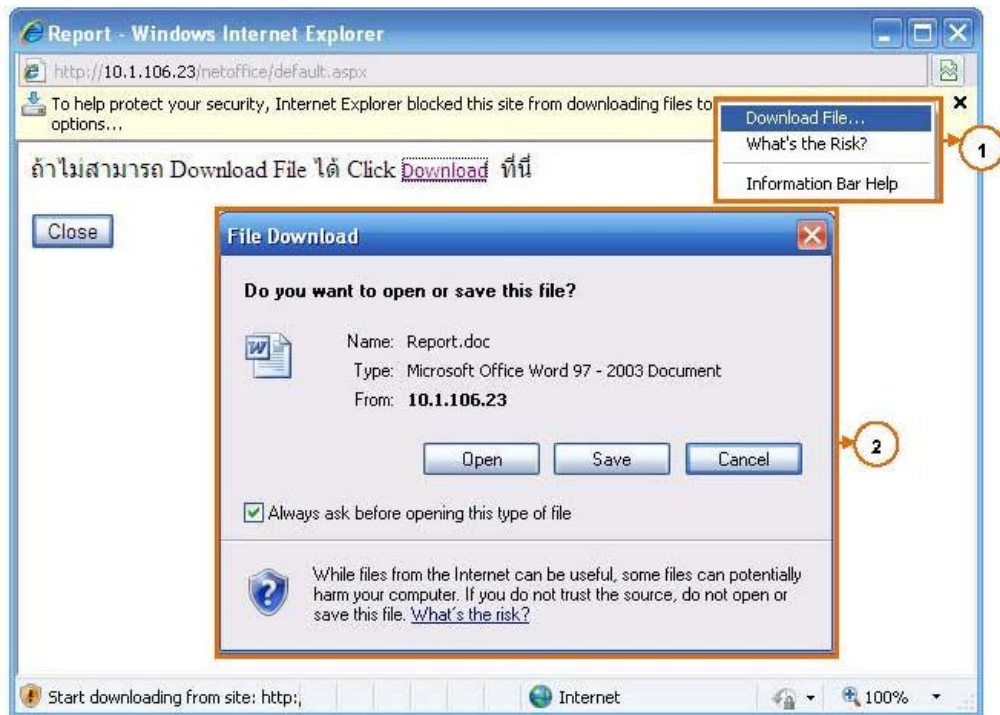 Report - Windows Internet Explorer
http://10.1.106.23/netoffice/default.aspx
To help protect your security, Internet Explorer blocked this site from downloading files to
options...
Download File...
What's the Risk?
Information Bar Help
1
ถ้าไม่สามารถ Download File ได้ Click Download ที่นี่
Close
File Download
Do you want to open or save this file?
Name: Report.doc
Type: Microsoft Office Word 97 - 2003 Document
From: 10.1.106.23
Open Save Cancel
2
Always ask before opening this type of file
While files from the Internet can be useful, some files can potentially
harm your computer. If you do not trust the source, do not open or
save this file. What's the risk?
Start downloading from site: http:/ Internet 100%